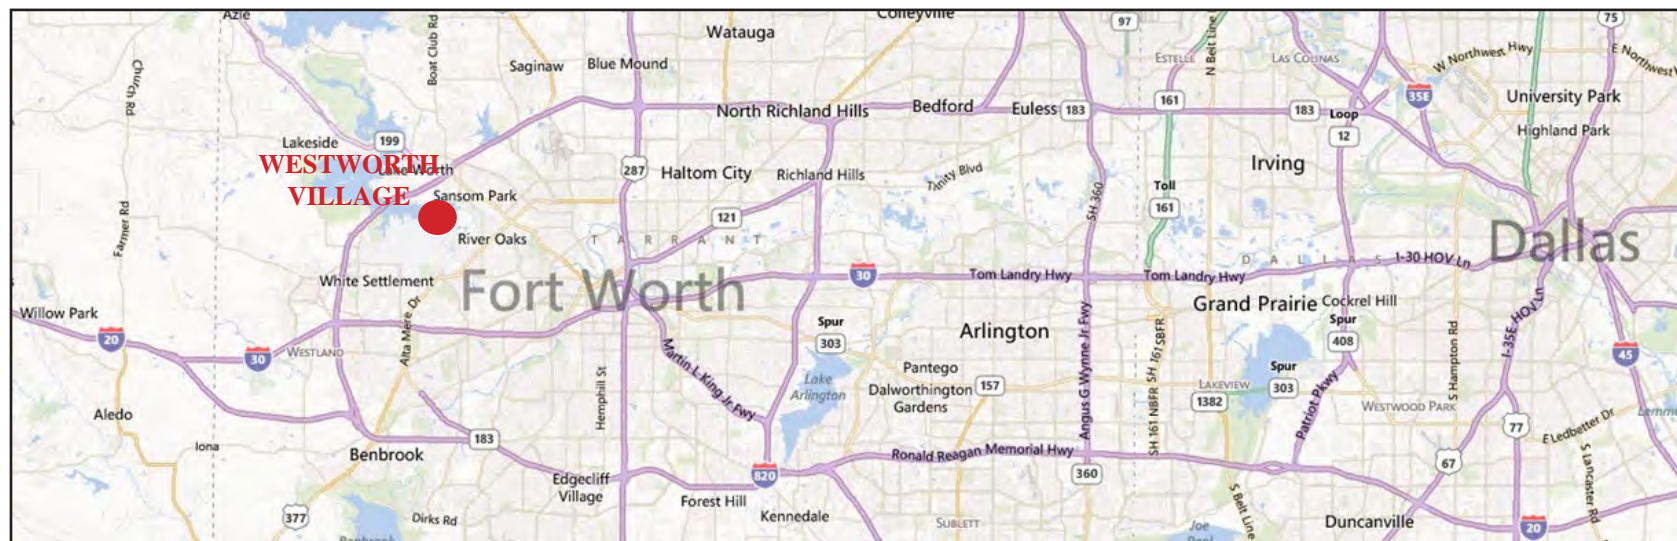 Azie
Colleyville
97
75
Watauga
Church Rd
Boat Club Rd
Saginaw
Blue Mound
ESTELLE
N Belt Line
LAS COLINAS
W Northwest Hwy
E Northwest
35E
University Park
Highland Park
North Richland Hills
Bedford
Euless
183
161
183
Loop
12
Lakeside
199
WESTWORTH
VILLAGE
Lake Worth
Sansom Park
287
Haltom City
Richland Hills
Trinity Blvd
Irving
Toll
161
SH 360
Farmer Rd
121
River Oaks
TARRANT
DALLAS
Dallas
I-30 HOV Ln
White Settlement
Fort Worth
30
Tom Landry Hwy
Tom Landry Hwy
Willow Park
20
30
WESTLAND
Alta Mere Dr
Spur
303
Arlington
Grand Prairie
Cockrel Hill
Spur
408
I-35E HOV Ln
45
Martin L King Jr Fwy
Hemphill St
Lake
Arlington
Pantego
Dalworthington
Gardens
157
Angus G Wynne Jr Fwy
SH 161 NBFR
SH 161 SBFR
LAKEVIEW
1382
Spur
303
Patriot Pkwy
WESTWOOD PARK
S Hampton Rd
Aledo
Iona
183
Benbrook
77
E Ledbetter Dr
S Lancaster Rd
67
Edgecliff
Village
820
Ronald Reagan Memorial Hwy
360
377
Dirks Rd
Forest Hill
Kennedale
SUBLETT
S Belt Line
Joe
Duncanville
20